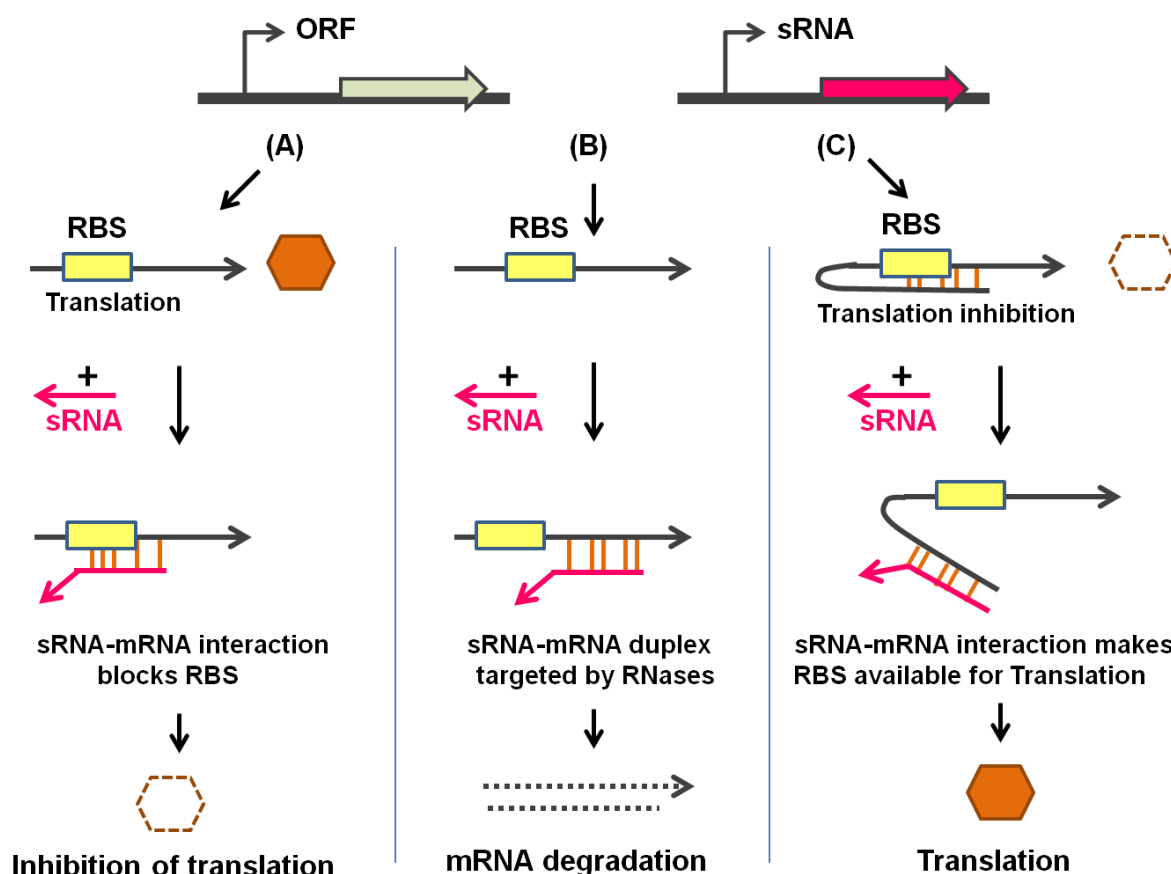 ORF
sRNA
(A)
(B)
(C)
RBS
RBS
RBS
Translation
Translation inhibition
+
sRNA
+
sRNA
+
sRNA
sRNA-mRNA interaction
blocks RBS
sRNA-mRNA duplex
targeted by RNases
sRNA-mRNA interaction makes
RBS available for Translation
Inhibition of translation
mRNA degradation
Translation